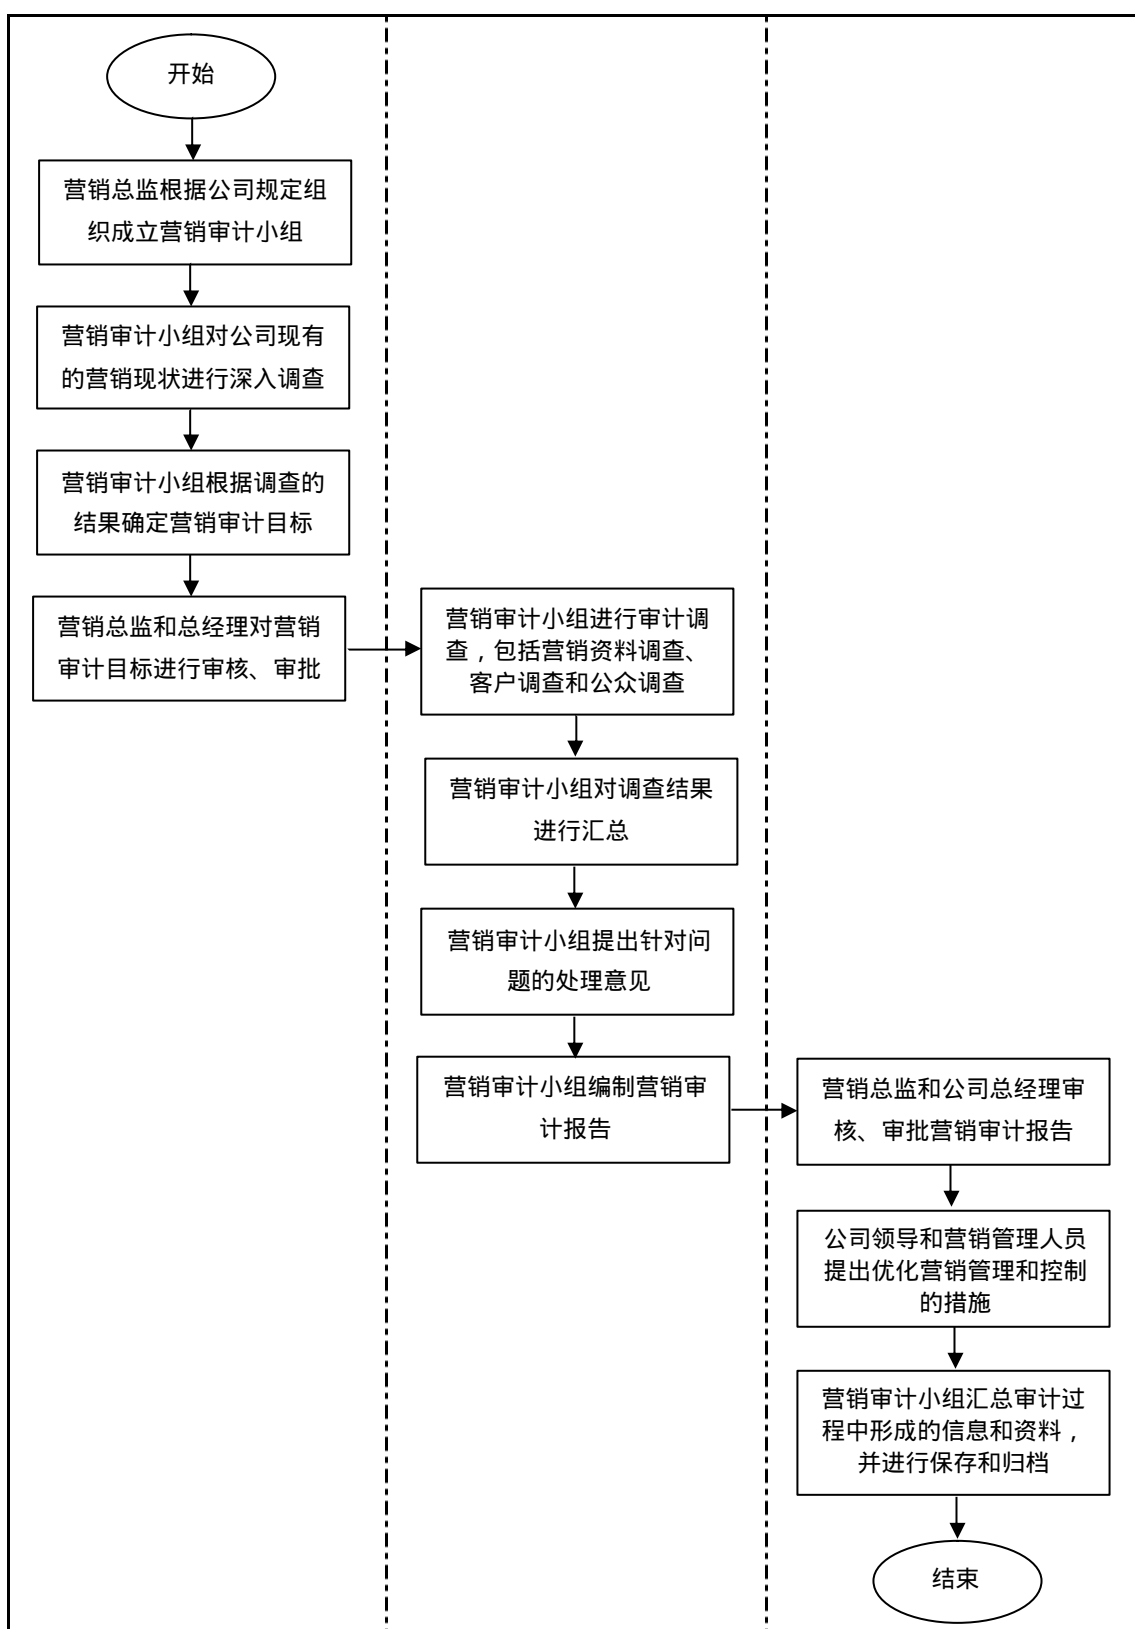 开始
营销总监根据公司规定组
织成立营销审计小组
营销审计小组对公司现有
的营销现状进行深入调查
营销审计小组根据调查的
结果确定营销审计目标
营销总监和总经理对营销
审计目标进行审核、审批
营销审计小组进行审计调
查，包括营销资料调查、
客户调查和公众调查
营销审计小组对调查结果
进行汇总
营销审计小组提出针对问
题的处理意见
营销审计小组编制营销审
计报告
营销总监和公司总经理审
核、审批营销审计报告
公司领导和营销管理人员
提出优化营销管理和控制
的措施
营销审计小组汇总审计过
程中形成的信息和资料，
并进行保存和归档
结束